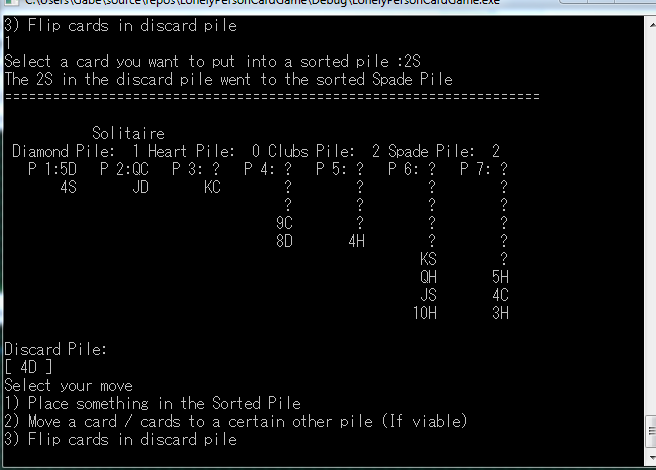 C:\Users\Gabe\source\repos\LonelyPersonCardGame\Debug\LonelyPersonCardGame.exe
3) Flip cards in discard pile
1
Select a card you want to put into a sorted pile :2S
The 2S in the discard pile went to the sorted Spade Pile
===================================================================
Solitaire
Diamond Pile:  1 Heart Pile:  0 Clubs Pile:  2 Spade Pile:  2
P 1:5D   P 2:QC   P 3: ?   P 4: ?   P 5: ?   P 6: ?   P 7: ?
4S       JD       KC        ?        ?        ?        ?
?        ?        ?        ?
9C        ?        ?        ?
8D       4H        ?        ?
KS        ?
QH       5H
JS       4C
10H       3H
Discard Pile:
[ 4D ]
Select your move
1) Place something in the Sorted Pile
2) Move a card / cards to a certain other pile (If viable)
3) Flip cards in discard pile